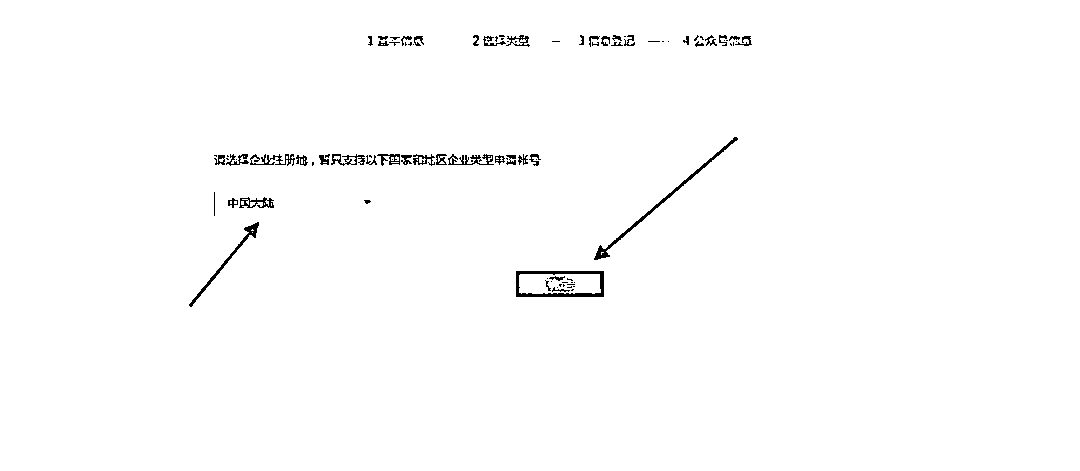 1 基本信息 2 选择类型 — 3 信息登记 — 4 公众号信息
请选择企业注册地，暂只支持以下国家和地区企业类型申请帐号
中国大陆